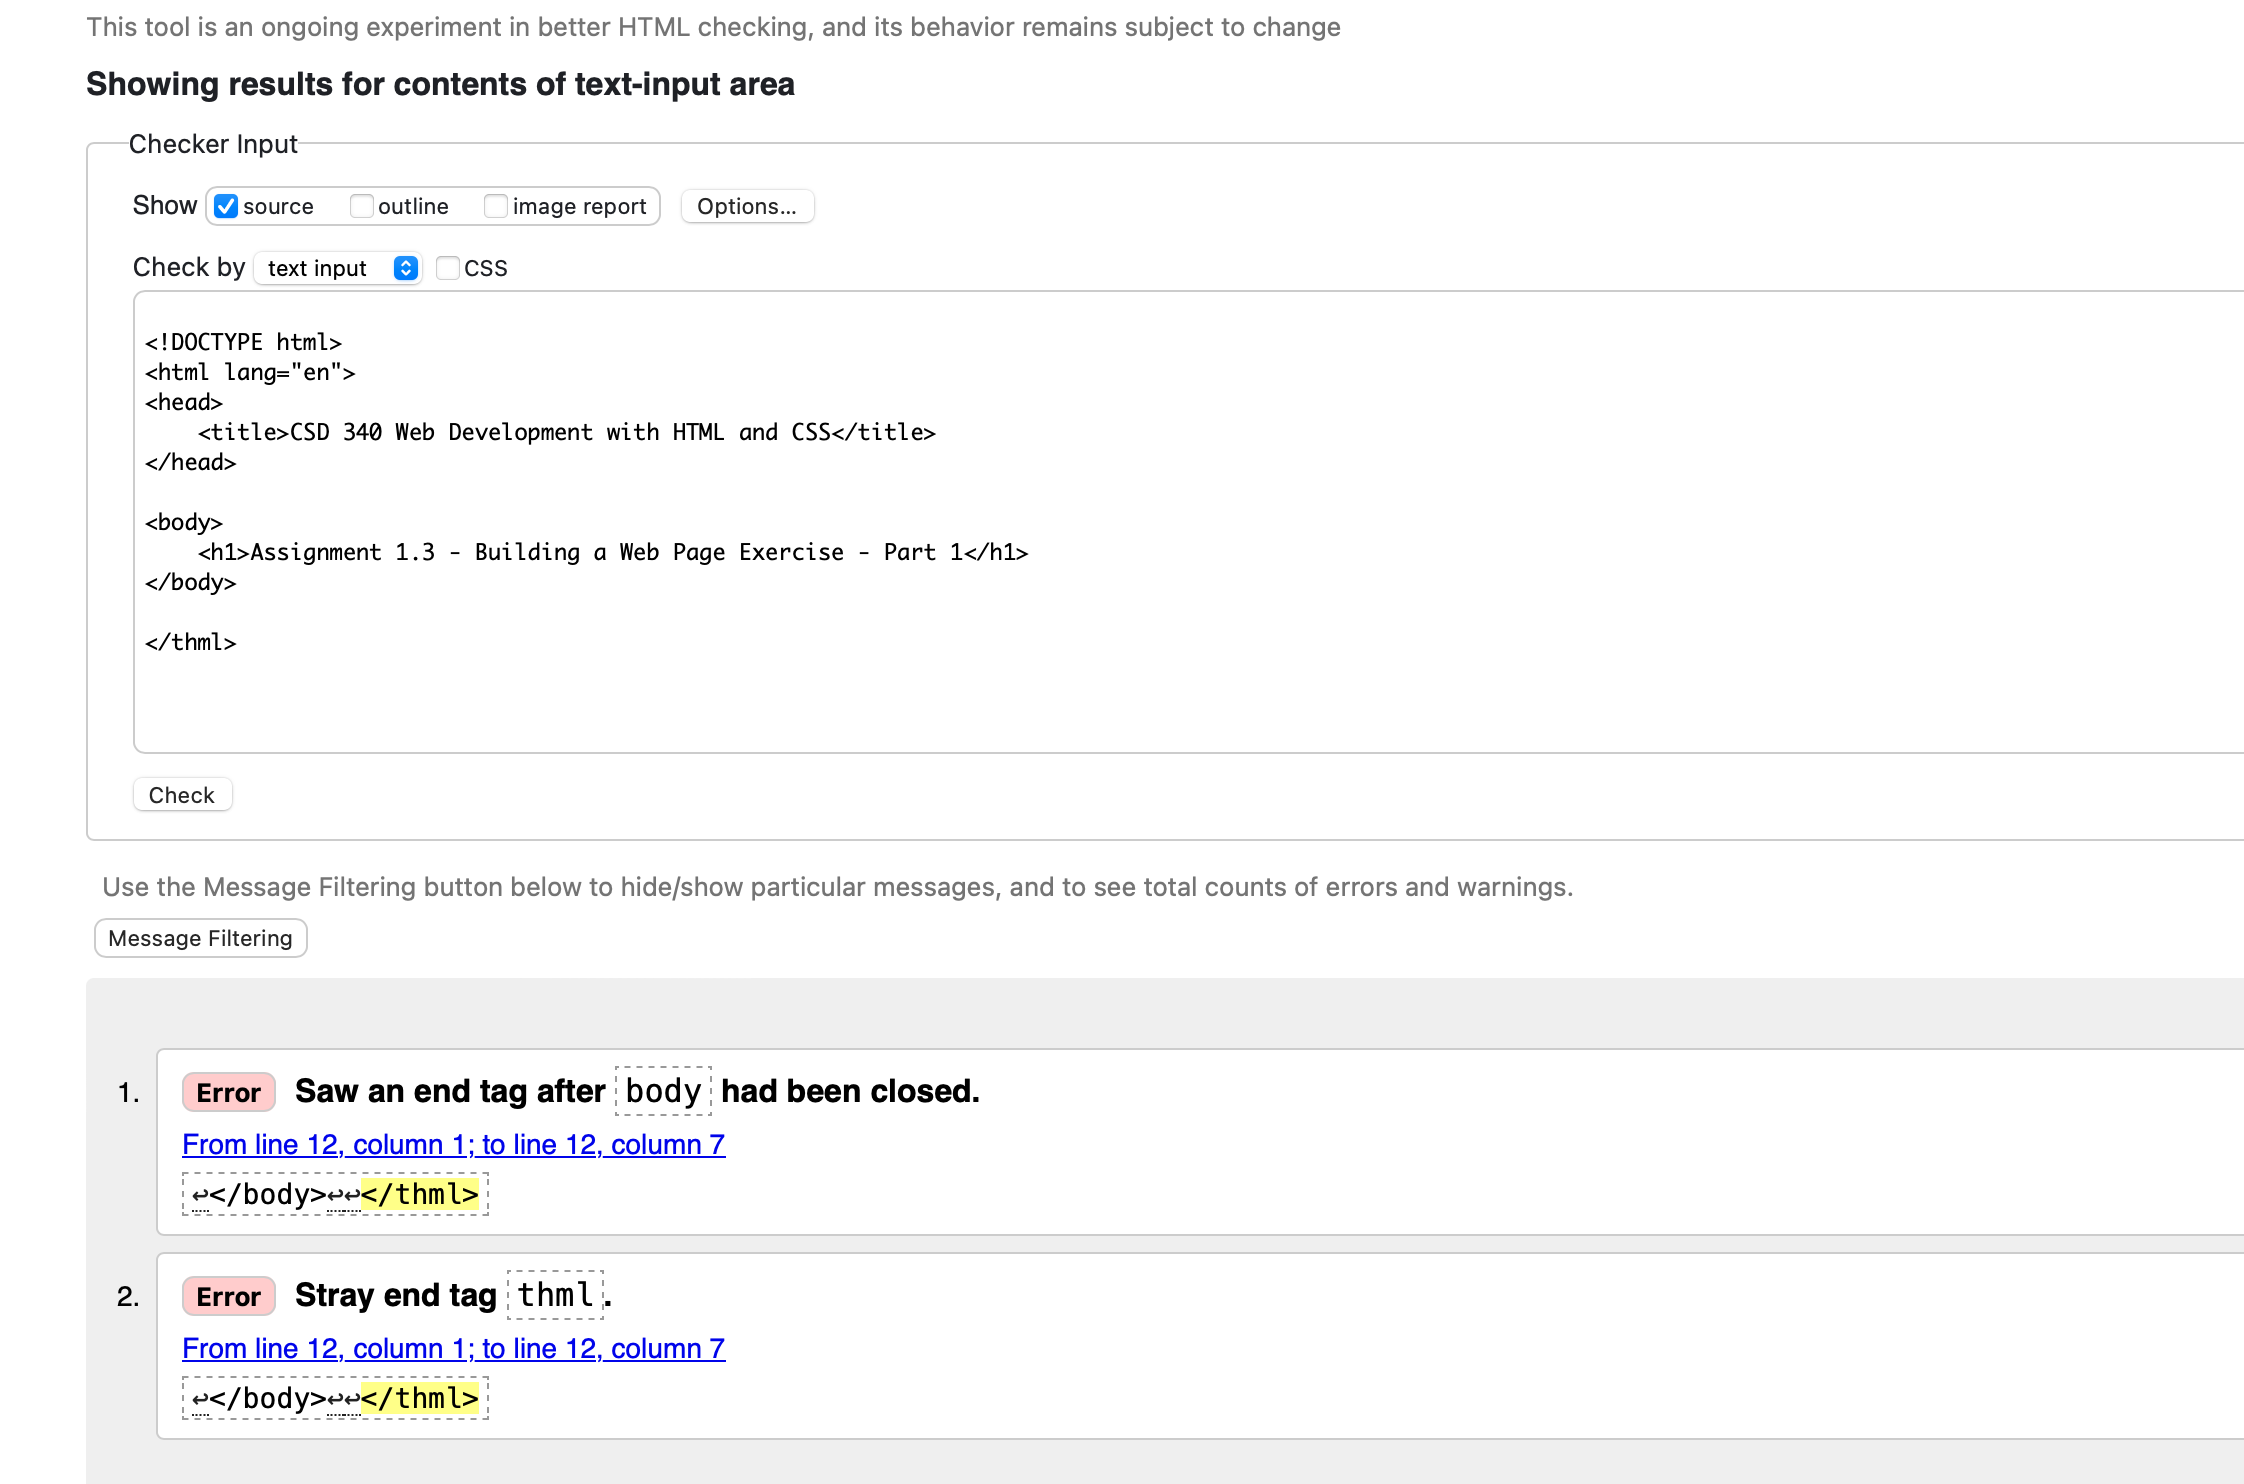 This tool is an ongoing experiment in better HTML checking, and its behavior remains subject to change
Showing results for contents of text-input area
Checker Input
Show source outline image report Options...
Check by text input CSS
<!DOCTYPE html>
<html lang="en">
<head>
    <title>CSD 340 Web Development with HTML and CSS</title>
</head>
<body>
    <h1>Assignment 1.3 - Building a Web Page Exercise - Part 1</h1>
</body>
</thml>
Check
Use the Message Filtering button below to hide/show particular messages, and to see total counts of errors and warnings.
Message Filtering
1. Error Saw an end tag after body had been closed.
From line 12, column 1; to line 12, column 7
↩</body>↩↩</thml>
2. Error Stray end tag thml.
From line 12, column 1; to line 12, column 7
↩</body>↩↩</thml>